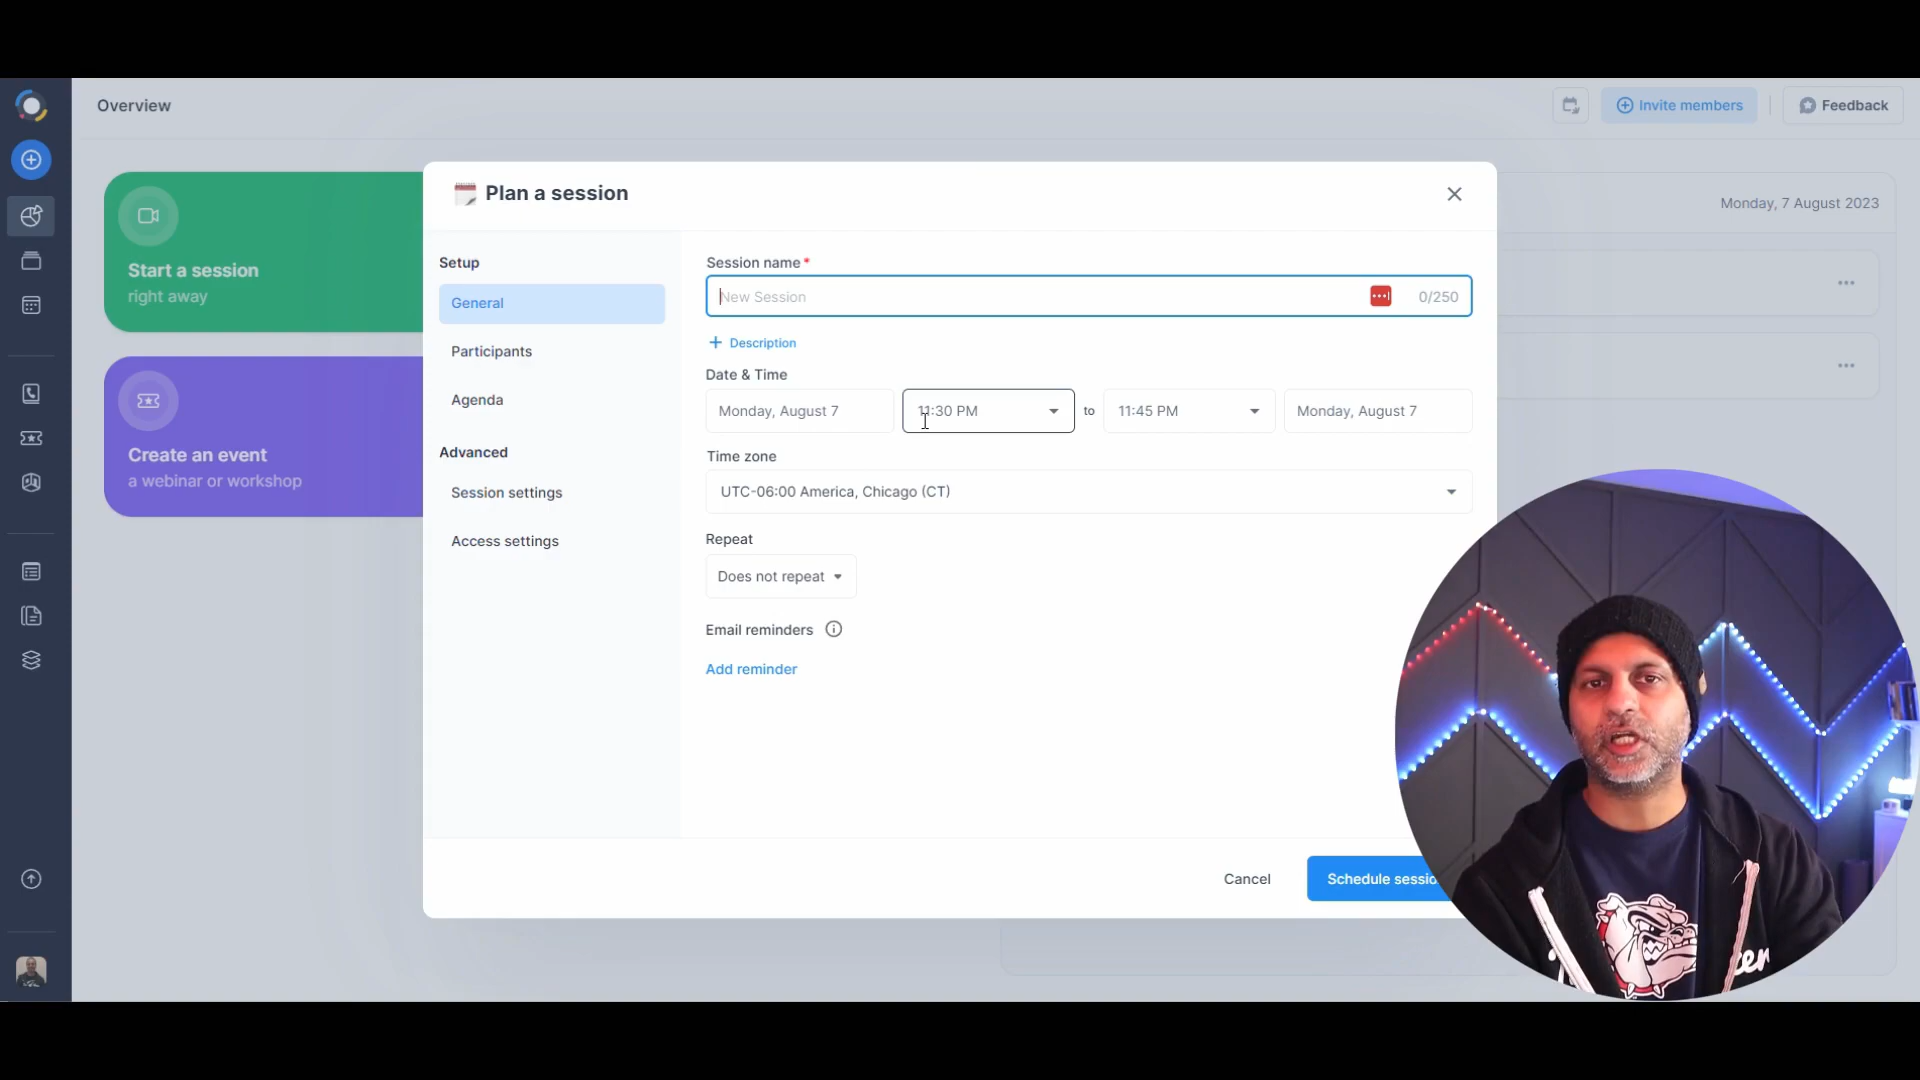 Overview
Invite members
Feedback
Start a session
right away
Create an event
a webinar or workshop
Monday, 7 August 2023
Plan a session
Setup
General
Participants
Agenda
Advanced
Session settings
Access settings
Session name *
New Session
0/250
+ Description
Date & Time
Monday, August 7
11:30 PM
to
11:45 PM
Monday, August 7
Time zone
UTC-06:00 America, Chicago (CT)
Repeat
Does not repeat
Email reminders
Add reminder
Cancel
Schedule sessio